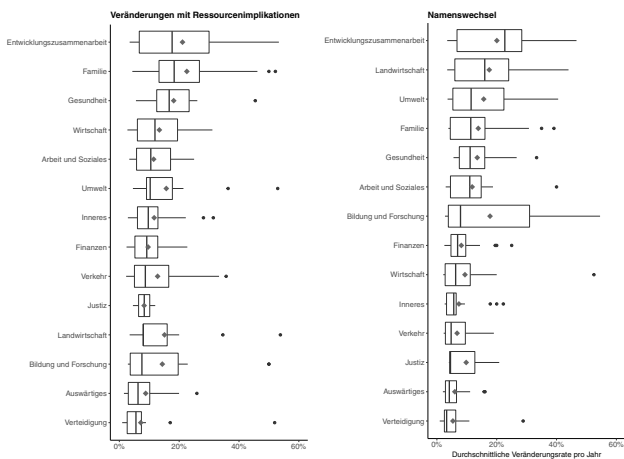 Veränderungen mit Ressourcenimplikationen
Entwicklungszusammenarbeit
Familie
Gesundheit
Wirtschaft
Arbeit und Soziales
Umwelt
Inneres
Finanzen
Verkehr
Justiz
Landwirtschaft
Bildung und Forschung
Auswärtiges
Verteidigung
0% 20% 40% 60%
Namenswechsel
Entwicklungszusammenarbeit
Landwirtschaft
Umwelt
Familie
Gesundheit
Arbeit und Soziales
Bildung und Forschung
Finanzen
Wirtschaft
Inneres
Verkehr
Justiz
Auswärtiges
Verteidigung
0% 20% 40% 60%
Durchschnittliche Veränderungsrate pro Jahr